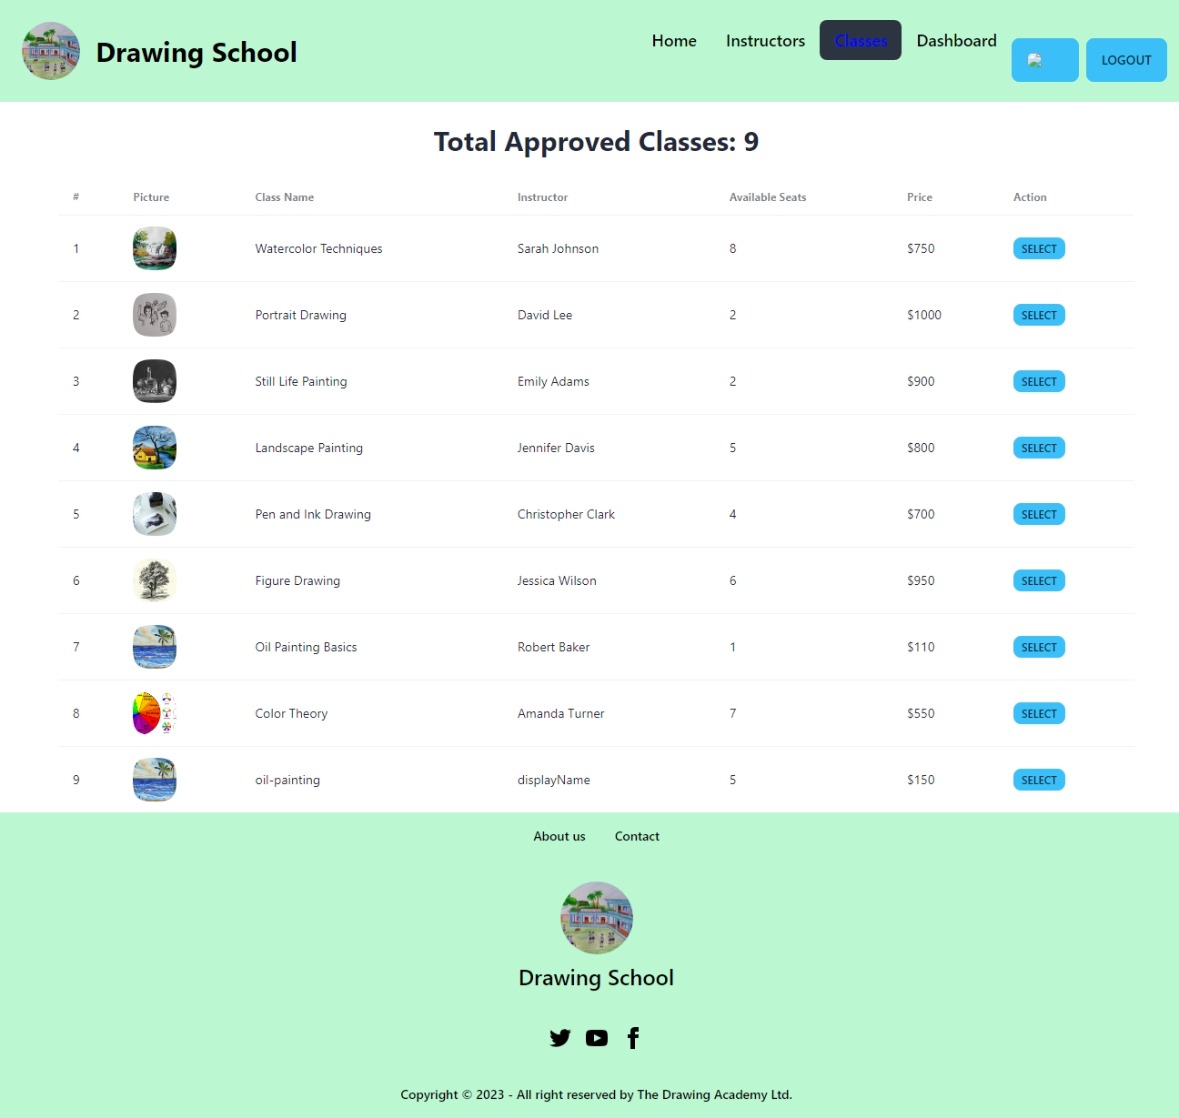 Drawing School
Home Instructors Classes Dashboard LOGOUT
Total Approved Classes: 9
# Picture Class Name Instructor Available Seats Price Action
1 Watercolor Techniques Sarah Johnson 8 $750 SELECT
2 Portrait Drawing David Lee 2 $1000 SELECT
3 Still Life Painting Emily Adams 2 $900 SELECT
4 Landscape Painting Jennifer Davis 5 $800 SELECT
5 Pen and Ink Drawing Christopher Clark 4 $700 SELECT
6 Figure Drawing Jessica Wilson 6 $950 SELECT
7 Oil Painting Basics Robert Baker 1 $110 SELECT
8 Color Theory Amanda Turner 7 $550 SELECT
9 oil-painting displayName 5 $150 SELECT
About us Contact
Drawing School
Copyright © 2023 - All right reserved by The Drawing Academy Ltd.